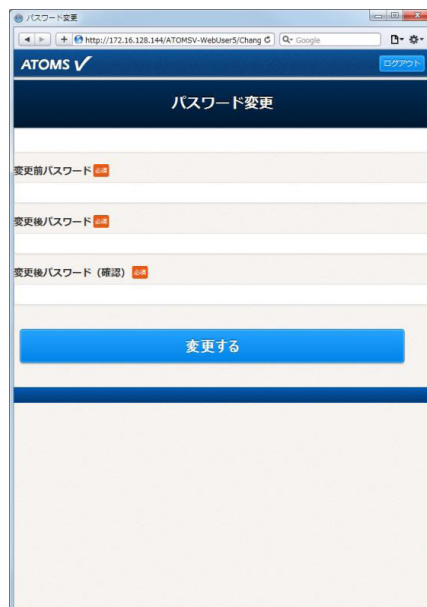 パスワード変更
http://172.16.128.144/ATOMSV-WebUser5/Chang
Google
ATOMS V
ログアウト
パスワード変更
変更前パスワード 必須
変更後パスワード 必須
変更後パスワード（確認） 必須
変更する